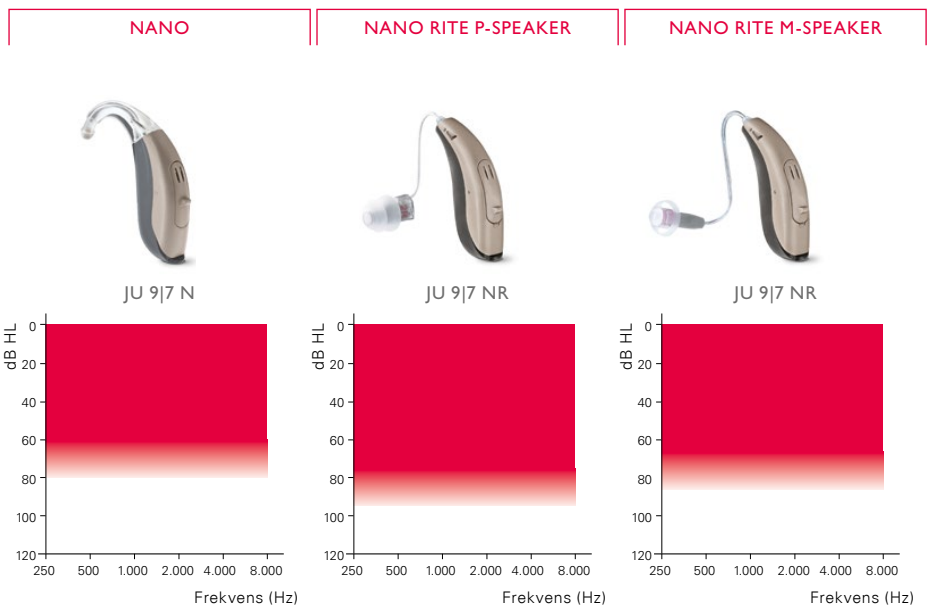 NANO
NANO RITE P-SPEAKER
NANO RITE M-SPEAKER
JU 9|7 N
JU 9|7 NR
JU 9|7 NR
dB HL
0
20
40
60
80
100
120
250 500 1.000 2.000 4.000 8.000
Frekvens (Hz)
dB HL
0
20
40
60
80
100
120
250 500 1.000 2.000 4.000 8.000
Frekvens (Hz)
dB HL
0
20
40
60
80
100
120
250 500 1.000 2.000 4.000 8.000
Frekvens (Hz)